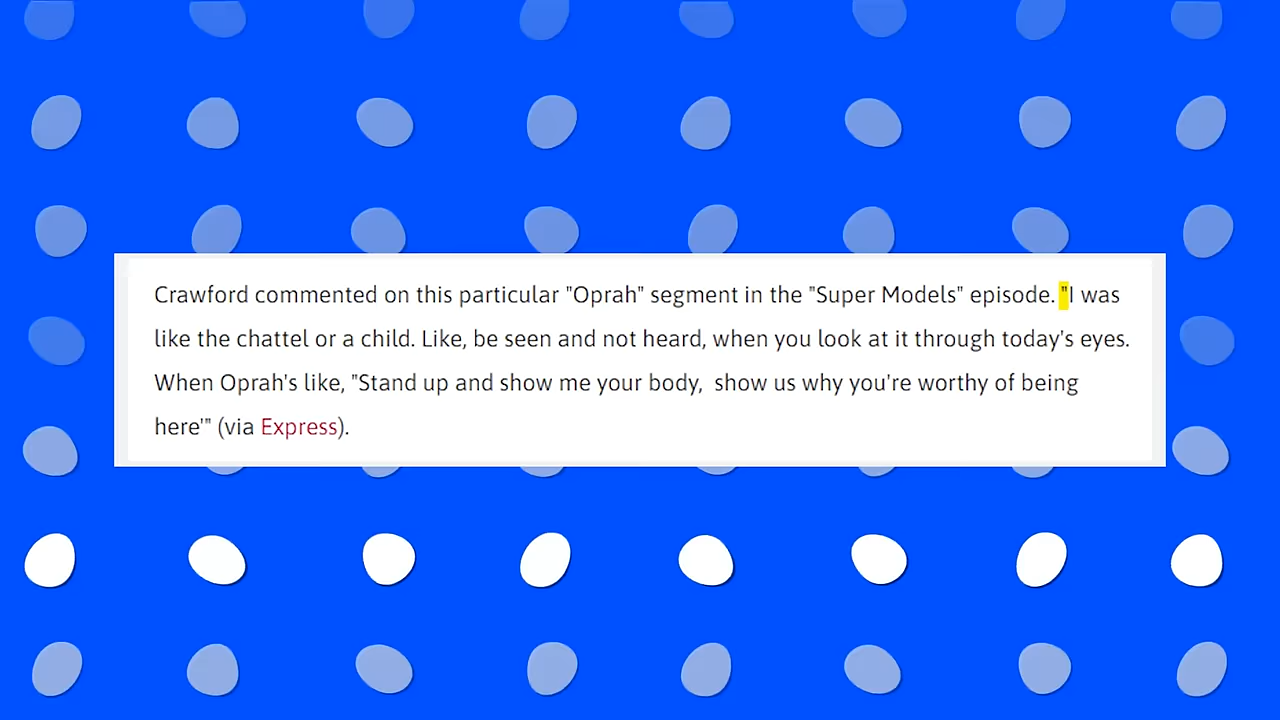 Crawford commented on this particular "Oprah" segment in the "Super Models" episode. "I was
like the chattel or a child. Like, be seen and not heard, when you look at it through today's eyes.
When Oprah's like, "Stand up and show me your body,  show us why you're worthy of being
here'" (via Express).